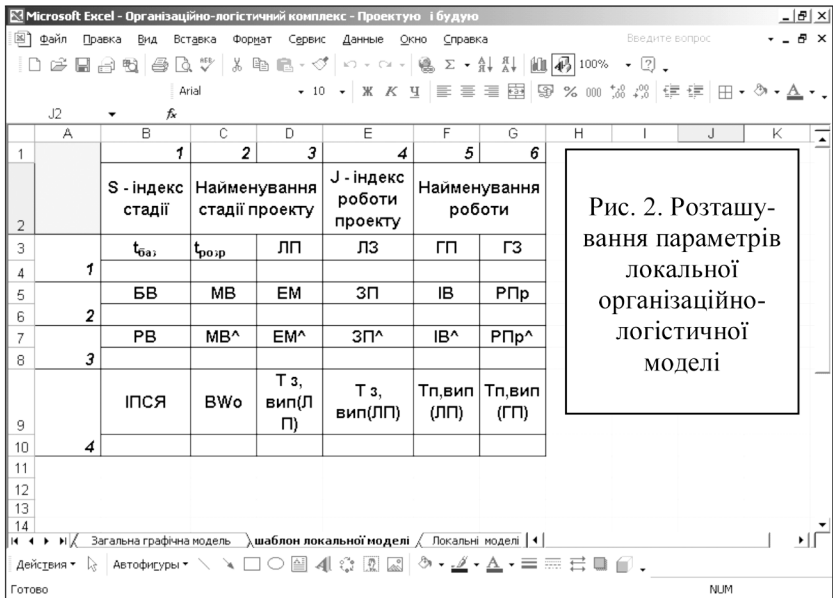 Microsoft Excel - Організаційно-логістичний комплекс - Проектую і будую
Файл Правка Вид Вставка Формат Сервис Данные Окно Справка Введите вопрос
100%
Arial 10 Ж К Ч % 000
J2 fx
A B C D E F G H I J K
1 1 2 3 4 5 6
2 S - індекс стадії Найменування стадії проекту J - індекс роботи проекту Найменування роботи
3 tбаз tрозр ЛП ЛЗ ГП ГЗ
4 1
5 БВ МВ ЕМ ЗП ІВ РПр
6 2
7 РВ МВ^ ЕМ^ ЗП^ ІВ^ РПр^
8 3
9 ІПСЯ BWo Т з, вип(ЛП) Т з, вип(ЛП) Тп,вип (ЛП) Тп,вип (ГП)
10 4
11
12
13
14
Рис. 2. Розташу-
вання параметрів
локальної
організаційно-
логістичної
моделі
Загальна графічна модель шаблон локальної моделі Локальні моделі
Действия Автофигуры
Готово NUM